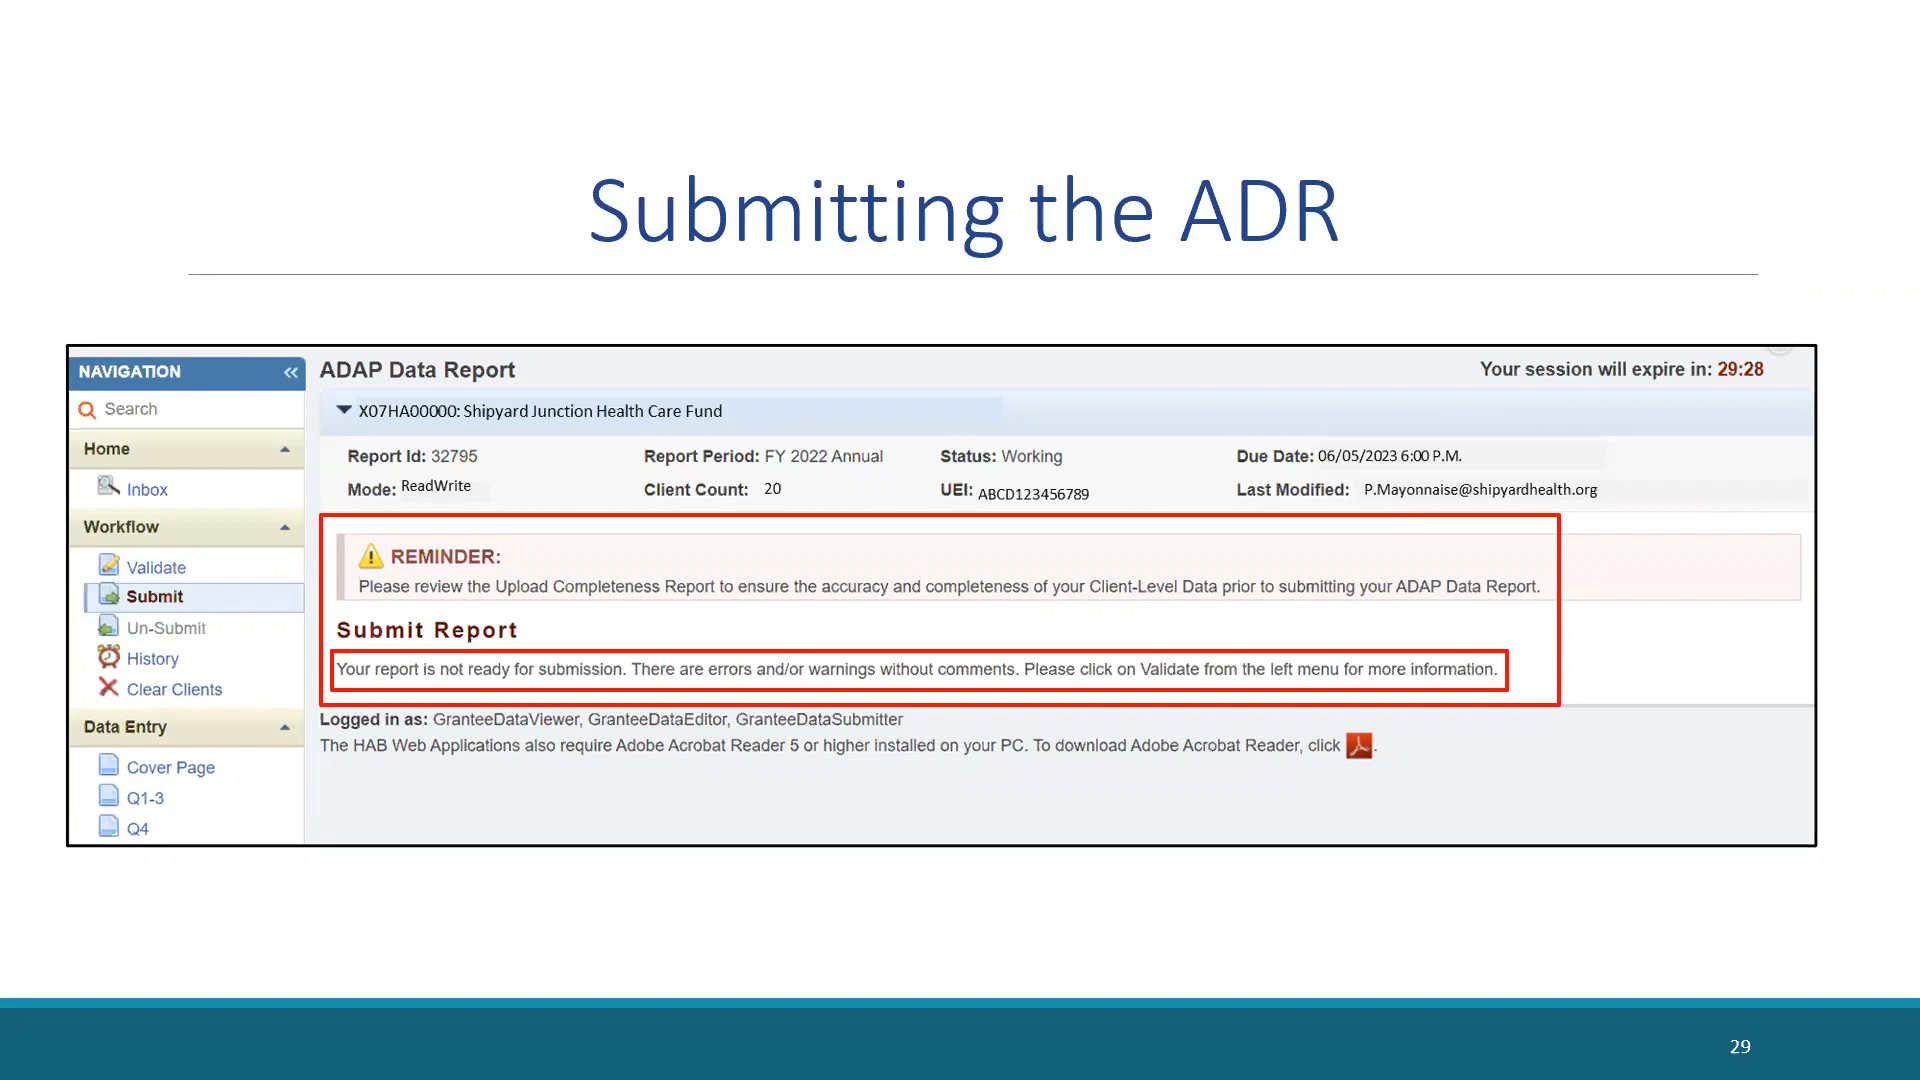 Submitting the ADR
NAVIGATION «
Search
Home
Inbox
Workflow
Validate
Submit
Un-Submit
History
Clear Clients
Data Entry
Cover Page
Q1-3
Q4
ADAP Data Report
Your session will expire in: 29:28
X07HA00000: Shipyard Junction Health Care Fund
Report Id: 32795 Report Period: FY 2022 Annual Status: Working Due Date: 06/05/2023 6:00 P.M.
Mode: ReadWrite Client Count: 20 UEI: ABCD123456789 Last Modified: P.Mayonnaise@shipyardhealth.org
REMINDER:
Please review the Upload Completeness Report to ensure the accuracy and completeness of your Client-Level Data prior to submitting your ADAP Data Report.
Submit Report
Your report is not ready for submission. There are errors and/or warnings without comments. Please click on Validate from the left menu for more information.
Logged in as: GranteeDataViewer, GranteeDataEditor, GranteeDataSubmitter
The HAB Web Applications also require Adobe Acrobat Reader 5 or higher installed on your PC. To download Adobe Acrobat Reader, click .
29